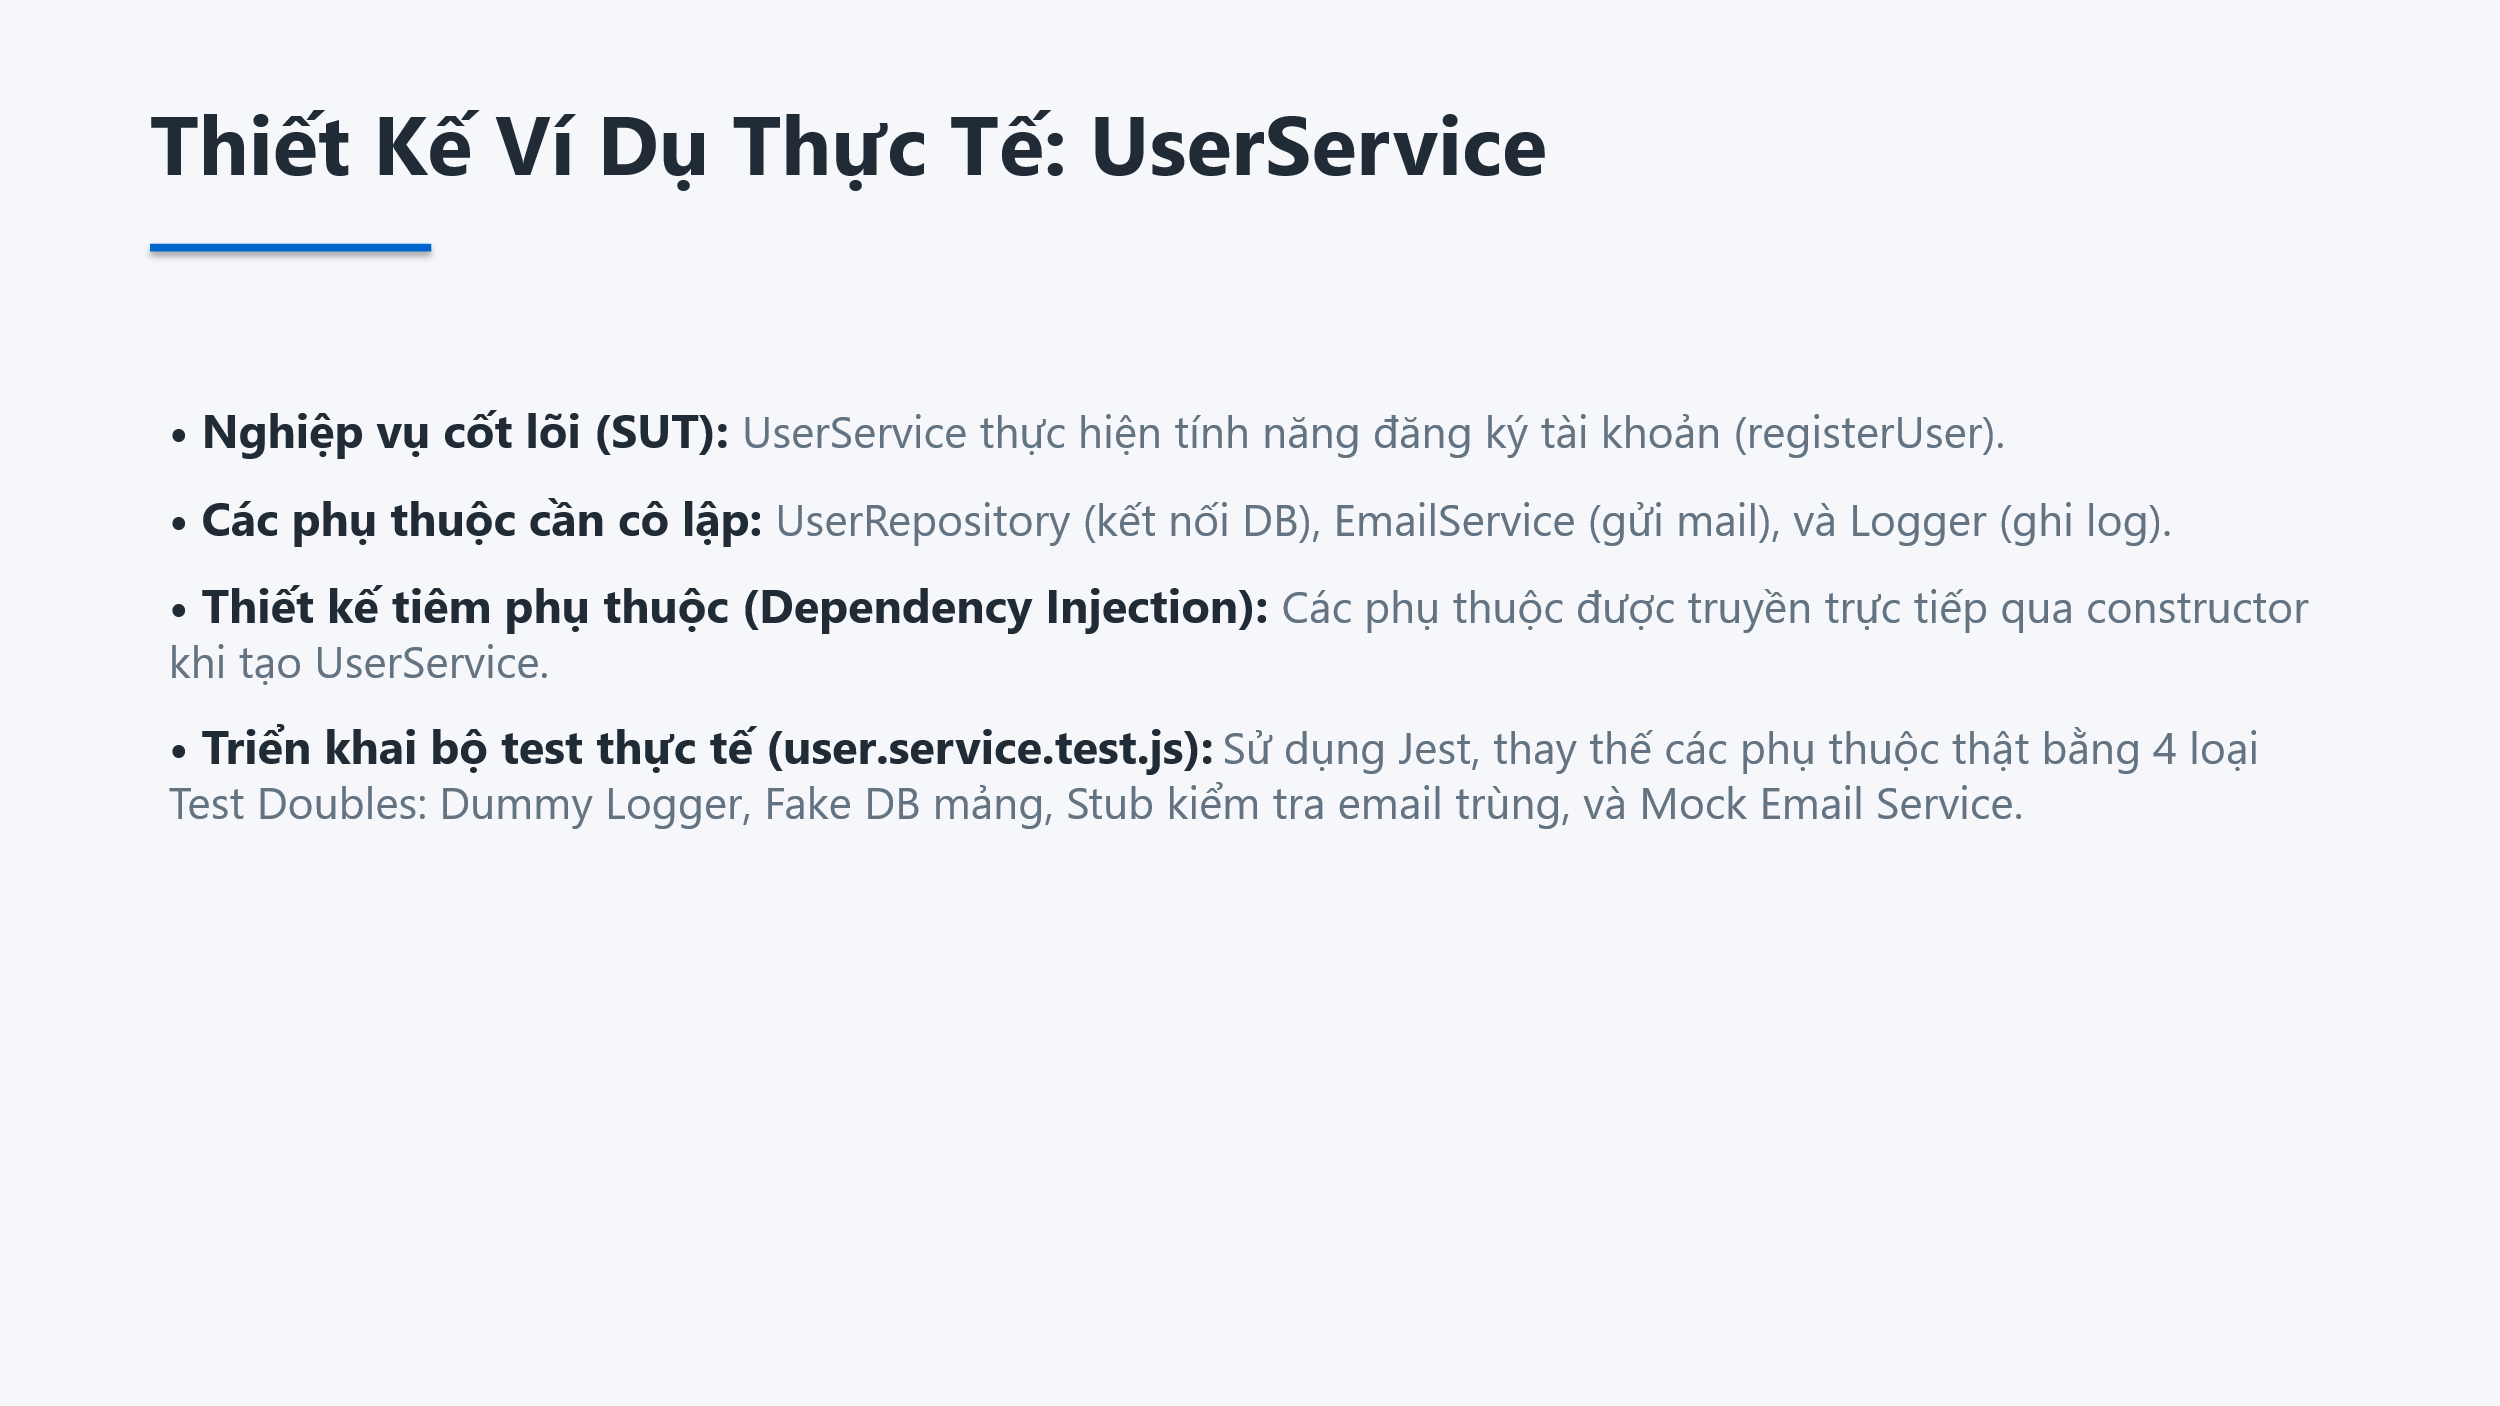 Thiết Kế Ví Dụ Thực Tế: UserService
• Nghiệp vụ cốt lõi (SUT): UserService thực hiện tính năng đăng ký tài khoản (registerUser).
• Các phụ thuộc cần cô lập: UserRepository (kết nối DB), EmailService (gửi mail), và Logger (ghi log).
• Thiết kế tiêm phụ thuộc (Dependency Injection): Các phụ thuộc được truyền trực tiếp qua constructor
khi tạo UserService.
• Triển khai bộ test thực tế (user.service.test.js): Sử dụng Jest, thay thế các phụ thuộc thật bằng 4 loại
Test Doubles: Dummy Logger, Fake DB mảng, Stub kiểm tra email trùng, và Mock Email Service.